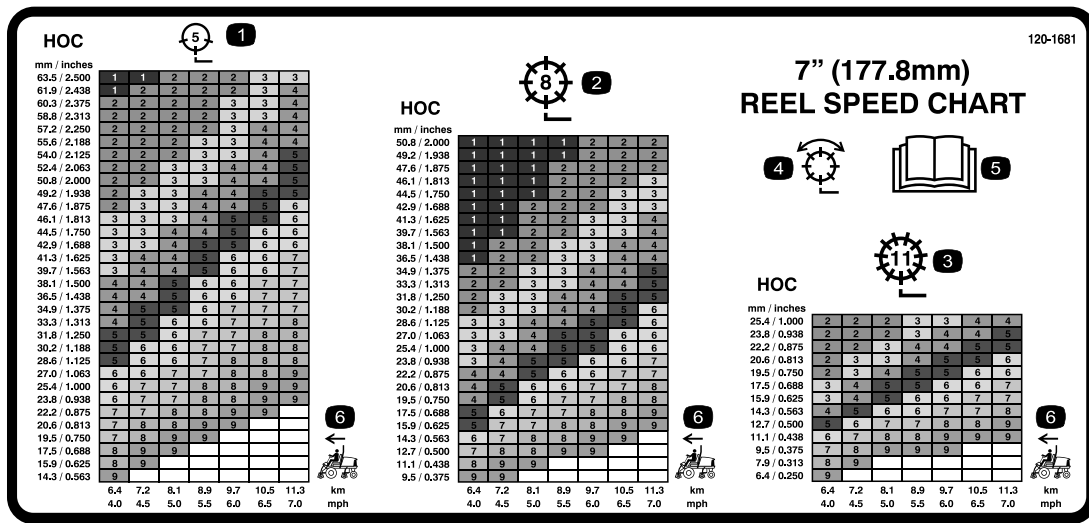 120-1681
7” (177.8mm)
REEL SPEED CHART
4
5
HOC
5
1
mm / inches
63.5 / 2.500 1 1 2 2 2 3 3
61.9 / 2.438 1 2 2 2 2 3 4
60.3 / 2.375 2 2 2 2 3 3 4
58.8 / 2.313 2 2 2 2 3 3 4
57.2 / 2.250 2 2 2 2 3 4 4
55.6 / 2.188 2 2 2 3 3 4 4
54.0 / 2.125 2 2 2 3 3 4 5
52.4 / 2.063 2 2 3 3 4 4 5
50.8 / 2.000 2 2 3 3 4 4 5
49.2 / 1.938 2 3 3 4 4 5 5
47.6 / 1.875 2 3 3 4 4 5 6
46.1 / 1.813 3 3 3 4 5 5 6
44.5 / 1.750 3 3 4 4 5 6 6
42.9 / 1.688 3 3 4 5 5 6 6
41.3 / 1.625 3 4 4 5 6 6 7
39.7 / 1.563 3 4 4 5 6 6 7
38.1 / 1.500 4 4 5 6 6 7 7
36.5 / 1.438 4 4 5 6 6 7 7
34.9 / 1.375 4 5 5 6 7 7 7
33.3 / 1.313 4 5 6 6 7 7 8
31.8 / 1.250 5 5 6 6 7 8 8
30.2 / 1.188 5 6 6 7 7 8 8
28.6 / 1.125 5 6 6 7 8 8 8
27.0 / 1.063 6 6 7 7 8 8 9
25.4 / 1.000 6 7 7 8 8 9 9
23.8 / 0.938 6 7 7 8 8 9 9
22.2 / 0.875 7 7 8 8 9 9
20.6 / 0.813 7 8 8 9 9
19.5 / 0.750 7 8 9 9
17.5 / 0.688 8 9 9
15.9 / 0.625 8 9
14.3 / 0.563 9
6
6.4 7.2 8.1 8.9 9.7 10.5 11.3 km
4.0 4.5 5.0 5.5 6.0 6.5 7.0 mph
HOC
8
2
mm / inches
50.8 / 2.000 1 1 1 1 2 2 2
49.2 / 1.938 1 1 1 1 2 2 2
47.6 / 1.875 1 1 1 2 2 2 2
46.1 / 1.813 1 1 1 2 2 2 3
44.5 / 1.750 1 1 1 2 2 3 3
42.9 / 1.688 1 1 2 2 2 3 3
41.3 / 1.625 1 1 2 2 3 3 4
39.7 / 1.563 1 1 2 2 3 3 4
38.1 / 1.500 1 2 2 3 3 4 4
36.5 / 1.438 1 2 2 3 3 4 4
34.9 / 1.375 2 2 3 3 4 4 5
33.3 / 1.313 2 2 3 3 4 4 5
31.8 / 1.250 2 3 3 4 4 5 5
30.2 / 1.188 2 3 3 4 4 5 6
28.6 / 1.125 3 3 4 4 5 5 6
27.0 / 1.063 3 3 4 5 5 6 6
25.4 / 1.000 3 4 4 5 5 6 7
23.8 / 0.938 3 4 5 5 6 6 7
22.2 / 0.875 4 4 5 6 6 7 7
20.6 / 0.813 4 5 6 6 7 7 8
19.5 / 0.750 4 5 6 6 7 8 8
17.5 / 0.688 5 6 7 7 8 8 9
15.9 / 0.625 5 7 7 7 8 9 9
14.3 / 0.563 6 7 8 8 9 9
12.7 / 0.500 7 8 8 9 9
11.1 / 0.438 8 8 9
9.5 / 0.375 9 9
6
6.4 7.2 8.1 8.9 9.7 10.5 11.3 km
4.0 4.5 5.0 5.5 6.0 6.5 7.0 mph
HOC
11
3
mm / inches
25.4 / 1.000 2 2 2 3 3 4 4
23.8 / 0.938 2 2 2 3 4 4 5
22.2 / 0.875 2 2 3 4 4 5 5
20.6 / 0.813 2 3 3 4 5 5 6
19.5 / 0.750 2 3 4 5 5 6 6
17.5 / 0.688 3 4 5 5 6 6 7
15.9 / 0.625 3 4 5 6 6 7 7
14.3 / 0.563 4 5 6 6 7 7 8
12.7 / 0.500 5 6 6 7 7 8 8
11.1 / 0.438 6 7 7 8 8 9 9
9.5 / 0.375 7 8 8 9 9
7.9 / 0.313 8 9
6.4 / 0.250 9
6
6.4 7.2 8.1 8.9 9.7 10.5 11.3 km
4.0 4.5 5.0 5.5 6.0 6.5 7.0 mph